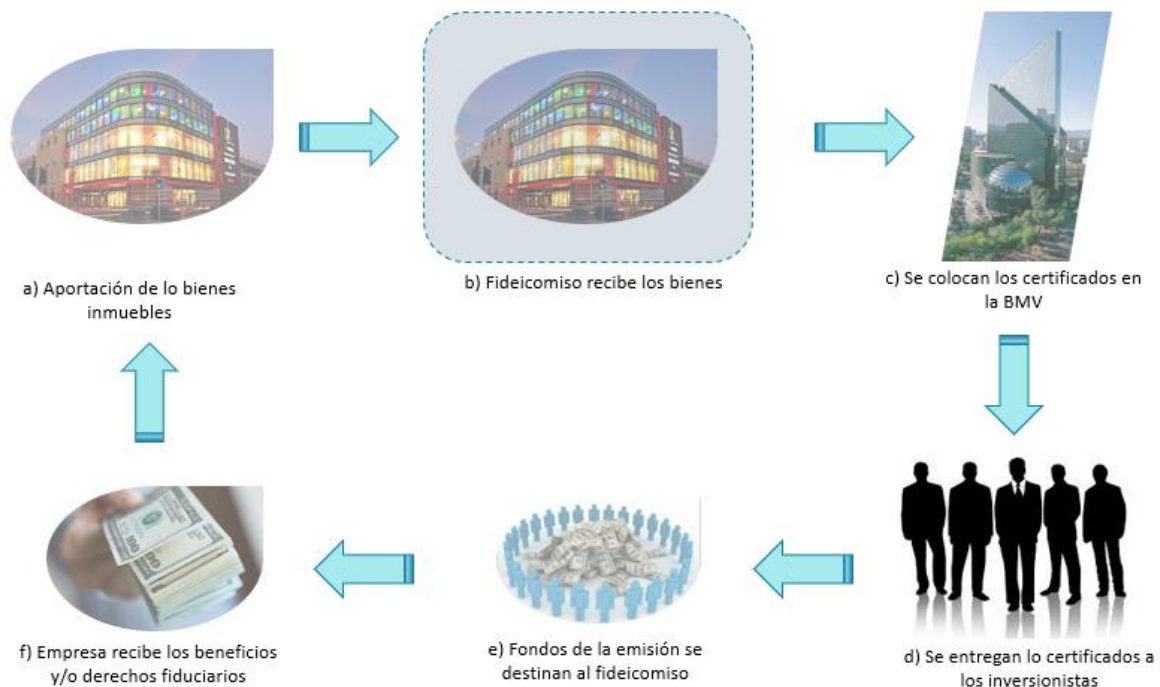 a) Aportación de lo bienes
inmuebles
b) Fideicomiso recibe los bienes
c) Se colocan los certificados en
la BMV
f) Empresa recibe los beneficios
y/o derechos fiduciarios
e) Fondos de la emisión se
destinan al fideicomiso
d) Se entregan lo certificados a
los inversionistas